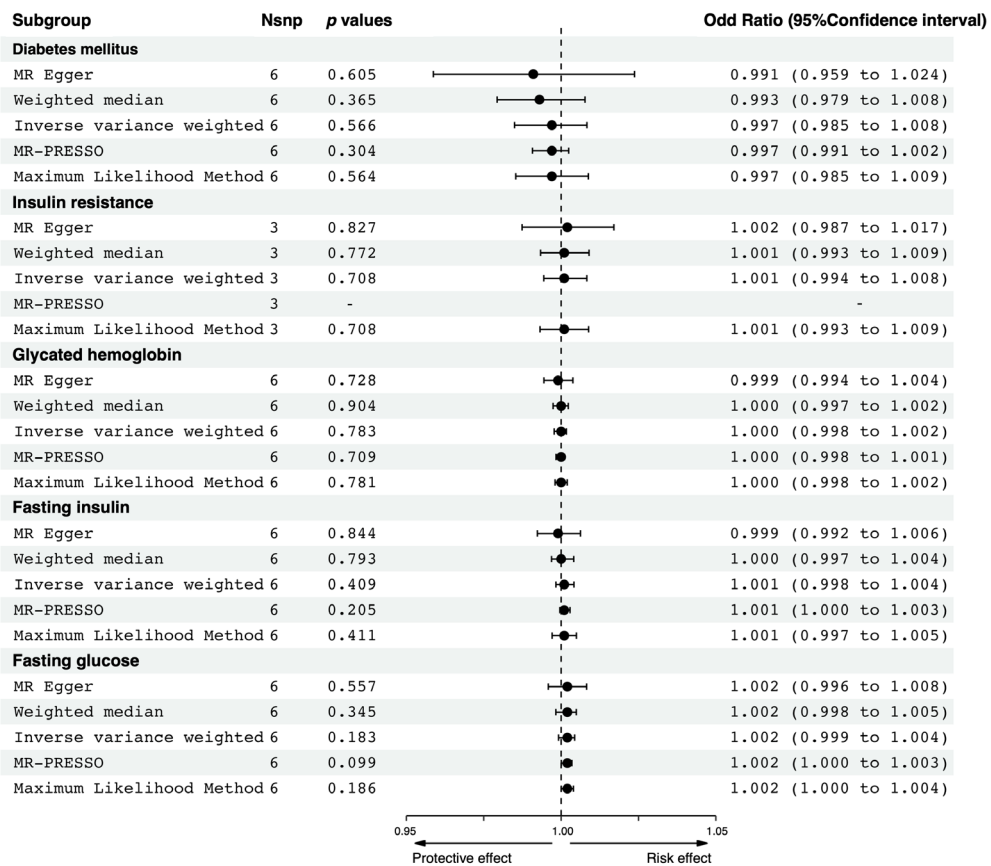 Subgroup Nsnp p values Odd Ratio (95%Confidence interval)
Diabetes mellitus
MR Egger 6 0.605 0.991 (0.959 to 1.024)
Weighted median 6 0.365 0.993 (0.979 to 1.008)
Inverse variance weighted 6 0.566 0.997 (0.985 to 1.008)
MR-PRESSO 6 0.304 0.997 (0.991 to 1.002)
Maximum Likelihood Method 6 0.564 0.997 (0.985 to 1.009)
Insulin resistance
MR Egger 3 0.827 1.002 (0.987 to 1.017)
Weighted median 3 0.772 1.001 (0.993 to 1.009)
Inverse variance weighted 3 0.708 1.001 (0.994 to 1.008)
MR-PRESSO 3 - -
Maximum Likelihood Method 3 0.708 1.001 (0.993 to 1.009)
Glycated hemoglobin
MR Egger 6 0.728 0.999 (0.994 to 1.004)
Weighted median 6 0.904 1.000 (0.997 to 1.002)
Inverse variance weighted 6 0.783 1.000 (0.998 to 1.002)
MR-PRESSO 6 0.709 1.000 (0.998 to 1.001)
Maximum Likelihood Method 6 0.781 1.000 (0.998 to 1.002)
Fasting insulin
MR Egger 6 0.844 0.999 (0.992 to 1.006)
Weighted median 6 0.793 1.000 (0.997 to 1.004)
Inverse variance weighted 6 0.409 1.001 (0.998 to 1.004)
MR-PRESSO 6 0.205 1.001 (1.000 to 1.003)
Maximum Likelihood Method 6 0.411 1.001 (0.997 to 1.005)
Fasting glucose
MR Egger 6 0.557 1.002 (0.996 to 1.008)
Weighted median 6 0.345 1.002 (0.998 to 1.005)
Inverse variance weighted 6 0.183 1.002 (0.999 to 1.004)
MR-PRESSO 6 0.099 1.002 (1.000 to 1.003)
Maximum Likelihood Method 6 0.186 1.002 (1.000 to 1.004)
0.95 1.00 1.05
Protective effect Risk effect